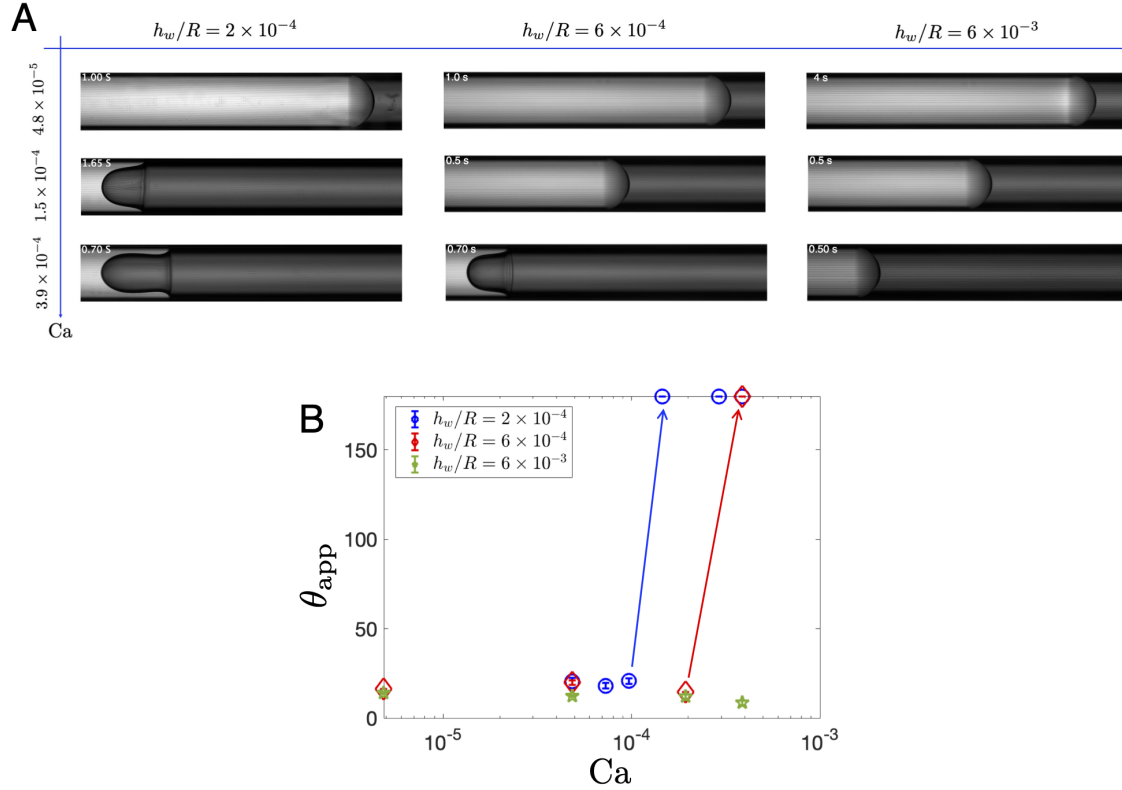 A
h_w/R = 2 × 10⁻⁴
h_w/R = 6 × 10⁻⁴
h_w/R = 6 × 10⁻³
4.8 × 10⁻⁵
1.00 S
1.0 s
4 s
1.5 × 10⁻⁴
1.65 S
0.5 s
0.5 s
3.9 × 10⁻⁴
0.70 S
0.70 s
0.50 s
Ca
B
h_w/R = 2 × 10⁻⁴
h_w/R = 6 × 10⁻⁴
h_w/R = 6 × 10⁻³
150
100
50
0
θ_app
10⁻⁵
10⁻⁴
10⁻³
Ca